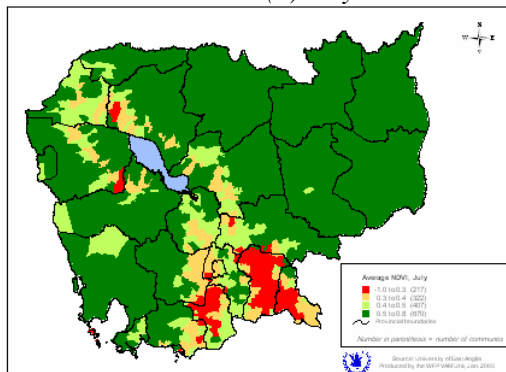 N
W E
S
Average NDVI, July
-1.0 to 0.3 (217)
0.3 to 0.4 (322)
0.4 to 0.5 (407)
0.5 to 0.8 (670)
Provincial boundaries
Number in parenthesis = number of communes
Source: University of East Anglia
Produced by the WFP VAM Unit, Jan. 2003